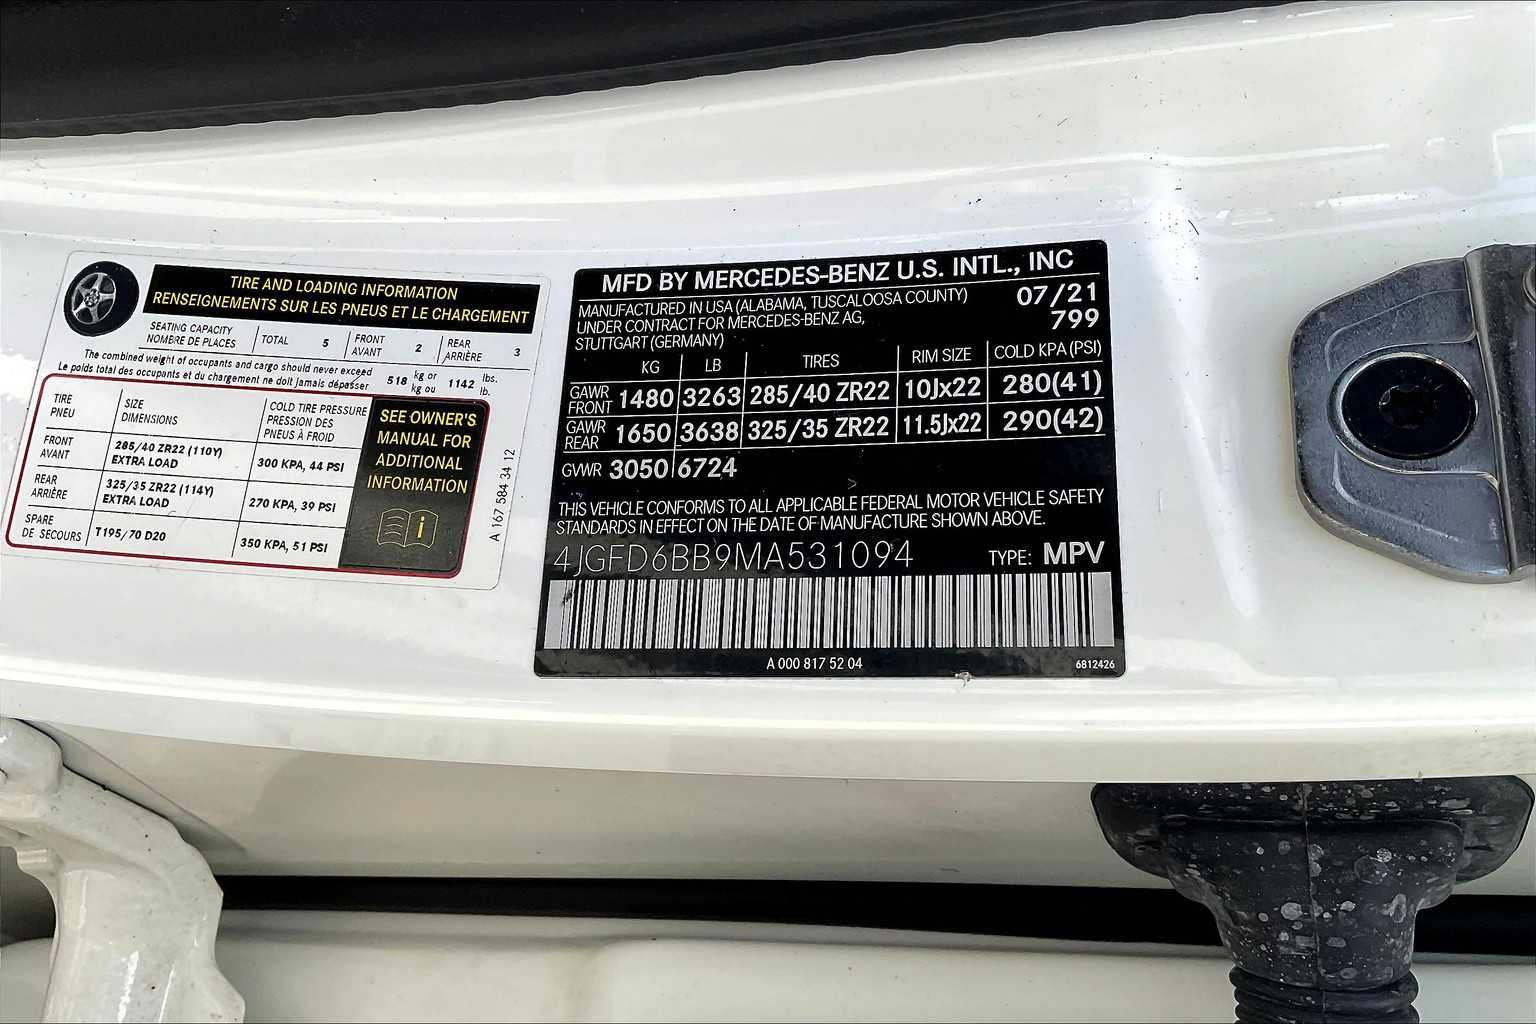 TIRE AND LOADING INFORMATION
RENSEIGNEMENTS SUR LES PNEUS ET LE CHARGEMENT
SEATING CAPACITY
NOMBRE DE PLACES
TOTAL 5
FRONT
AVANT 2
REAR
ARRIÈRE 3
The combined weight of occupants and cargo should never exceed
Le poids total des occupants et du chargement ne doit jamais dépasser
518 kg or
kg ou
1142 lbs.
lb.
TIRE
PNEU
SIZE
DIMENSIONS
COLD TIRE PRESSURE
PRESSION DES
PNEUS À FROID
FRONT
AVANT
285/40 ZR22 (110Y)
EXTRA LOAD
300 KPA, 44 PSI
REAR
ARRIÈRE
325/35 ZR22 (114Y)
EXTRA LOAD
270 KPA, 39 PSI
SPARE
DE SECOURS
T195/70 D20
350 KPA, 51 PSI
SEE OWNER'S
MANUAL FOR
ADDITIONAL
INFORMATION
i
A 167 584 34 12
MFD BY MERCEDES-BENZ U.S. INTL., INC
MANUFACTURED IN USA (ALABAMA, TUSCALOOSA COUNTY)
UNDER CONTRACT FOR MERCEDES-BENZ AG,
STUTTGART (GERMANY)
07/21
799
KG LB TIRES RIM SIZE COLD KPA (PSI)
GAWR
FRONT 1480 3263 285/40 ZR22 10Jx22 280(41)
GAWR
REAR 1650 3638 325/35 ZR22 11.5Jx22 290(42)
GVWR 3050 6724
THIS VEHICLE CONFORMS TO ALL APPLICABLE FEDERAL MOTOR VEHICLE SAFETY
STANDARDS IN EFFECT ON THE DATE OF MANUFACTURE SHOWN ABOVE.
4JGFD6BB9MA531094 TYPE: MPV
A 000 817 52 04
6812426